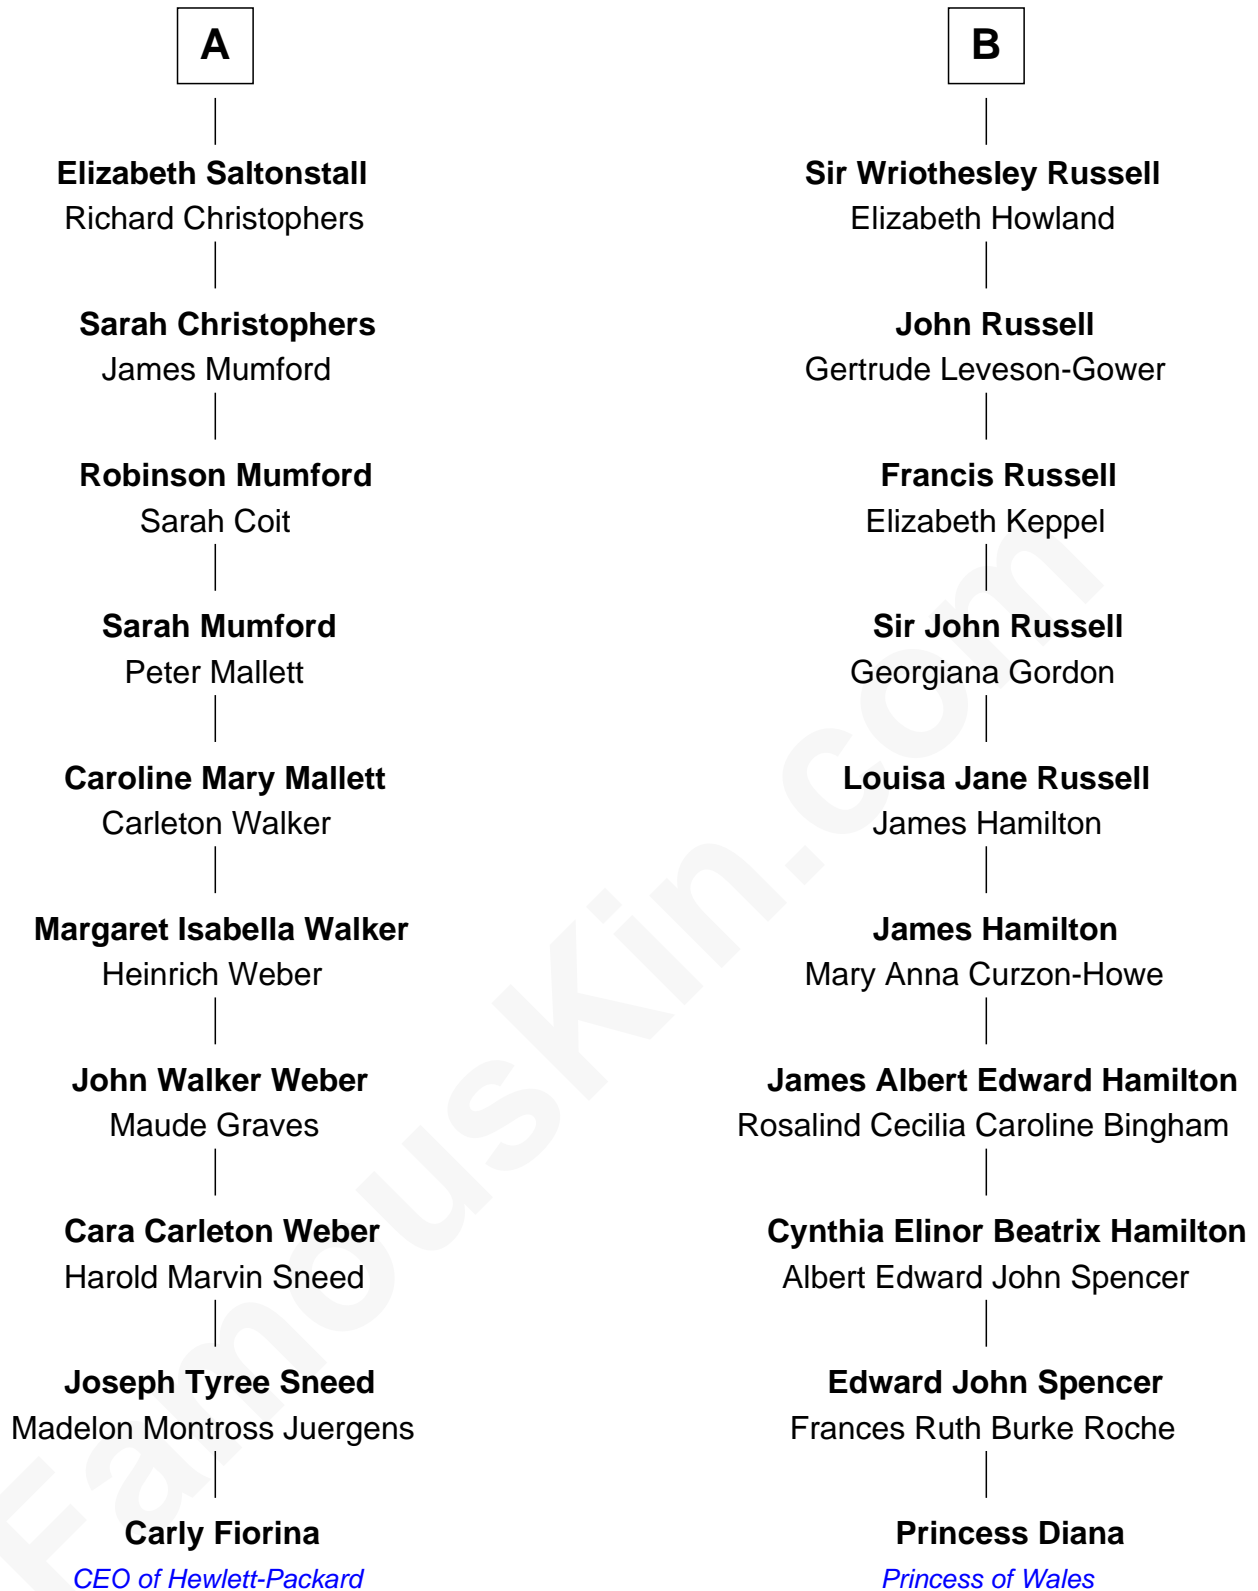 A
Elizabeth Saltonstall
Richard Christophers
Sarah Christophers
James Mumford
Robinson Mumford
Sarah Coit
Sarah Mumford
Peter Mallett
Caroline Mary Mallett
Carleton Walker
Margaret Isabella Walker
Heinrich Weber
John Walker Weber
Maude Graves
Cara Carleton Weber
Harold Marvin Sneed
Joseph Tyree Sneed
Madelon Montross Juergens
Carly Fiorina
CEO of Hewlett-Packard
B
Sir Wriothesley Russell
Elizabeth Howland
John Russell
Gertrude Leveson-Gower
Francis Russell
Elizabeth Keppel
Sir John Russell
Georgiana Gordon
Louisa Jane Russell
James Hamilton
James Hamilton
Mary Anna Curzon-Howe
James Albert Edward Hamilton
Rosalind Cecilia Caroline Bingham
Cynthia Elinor Beatrix Hamilton
Albert Edward John Spencer
Edward John Spencer
Frances Ruth Burke Roche
Princess Diana
Princess of Wales
FamousKin.com